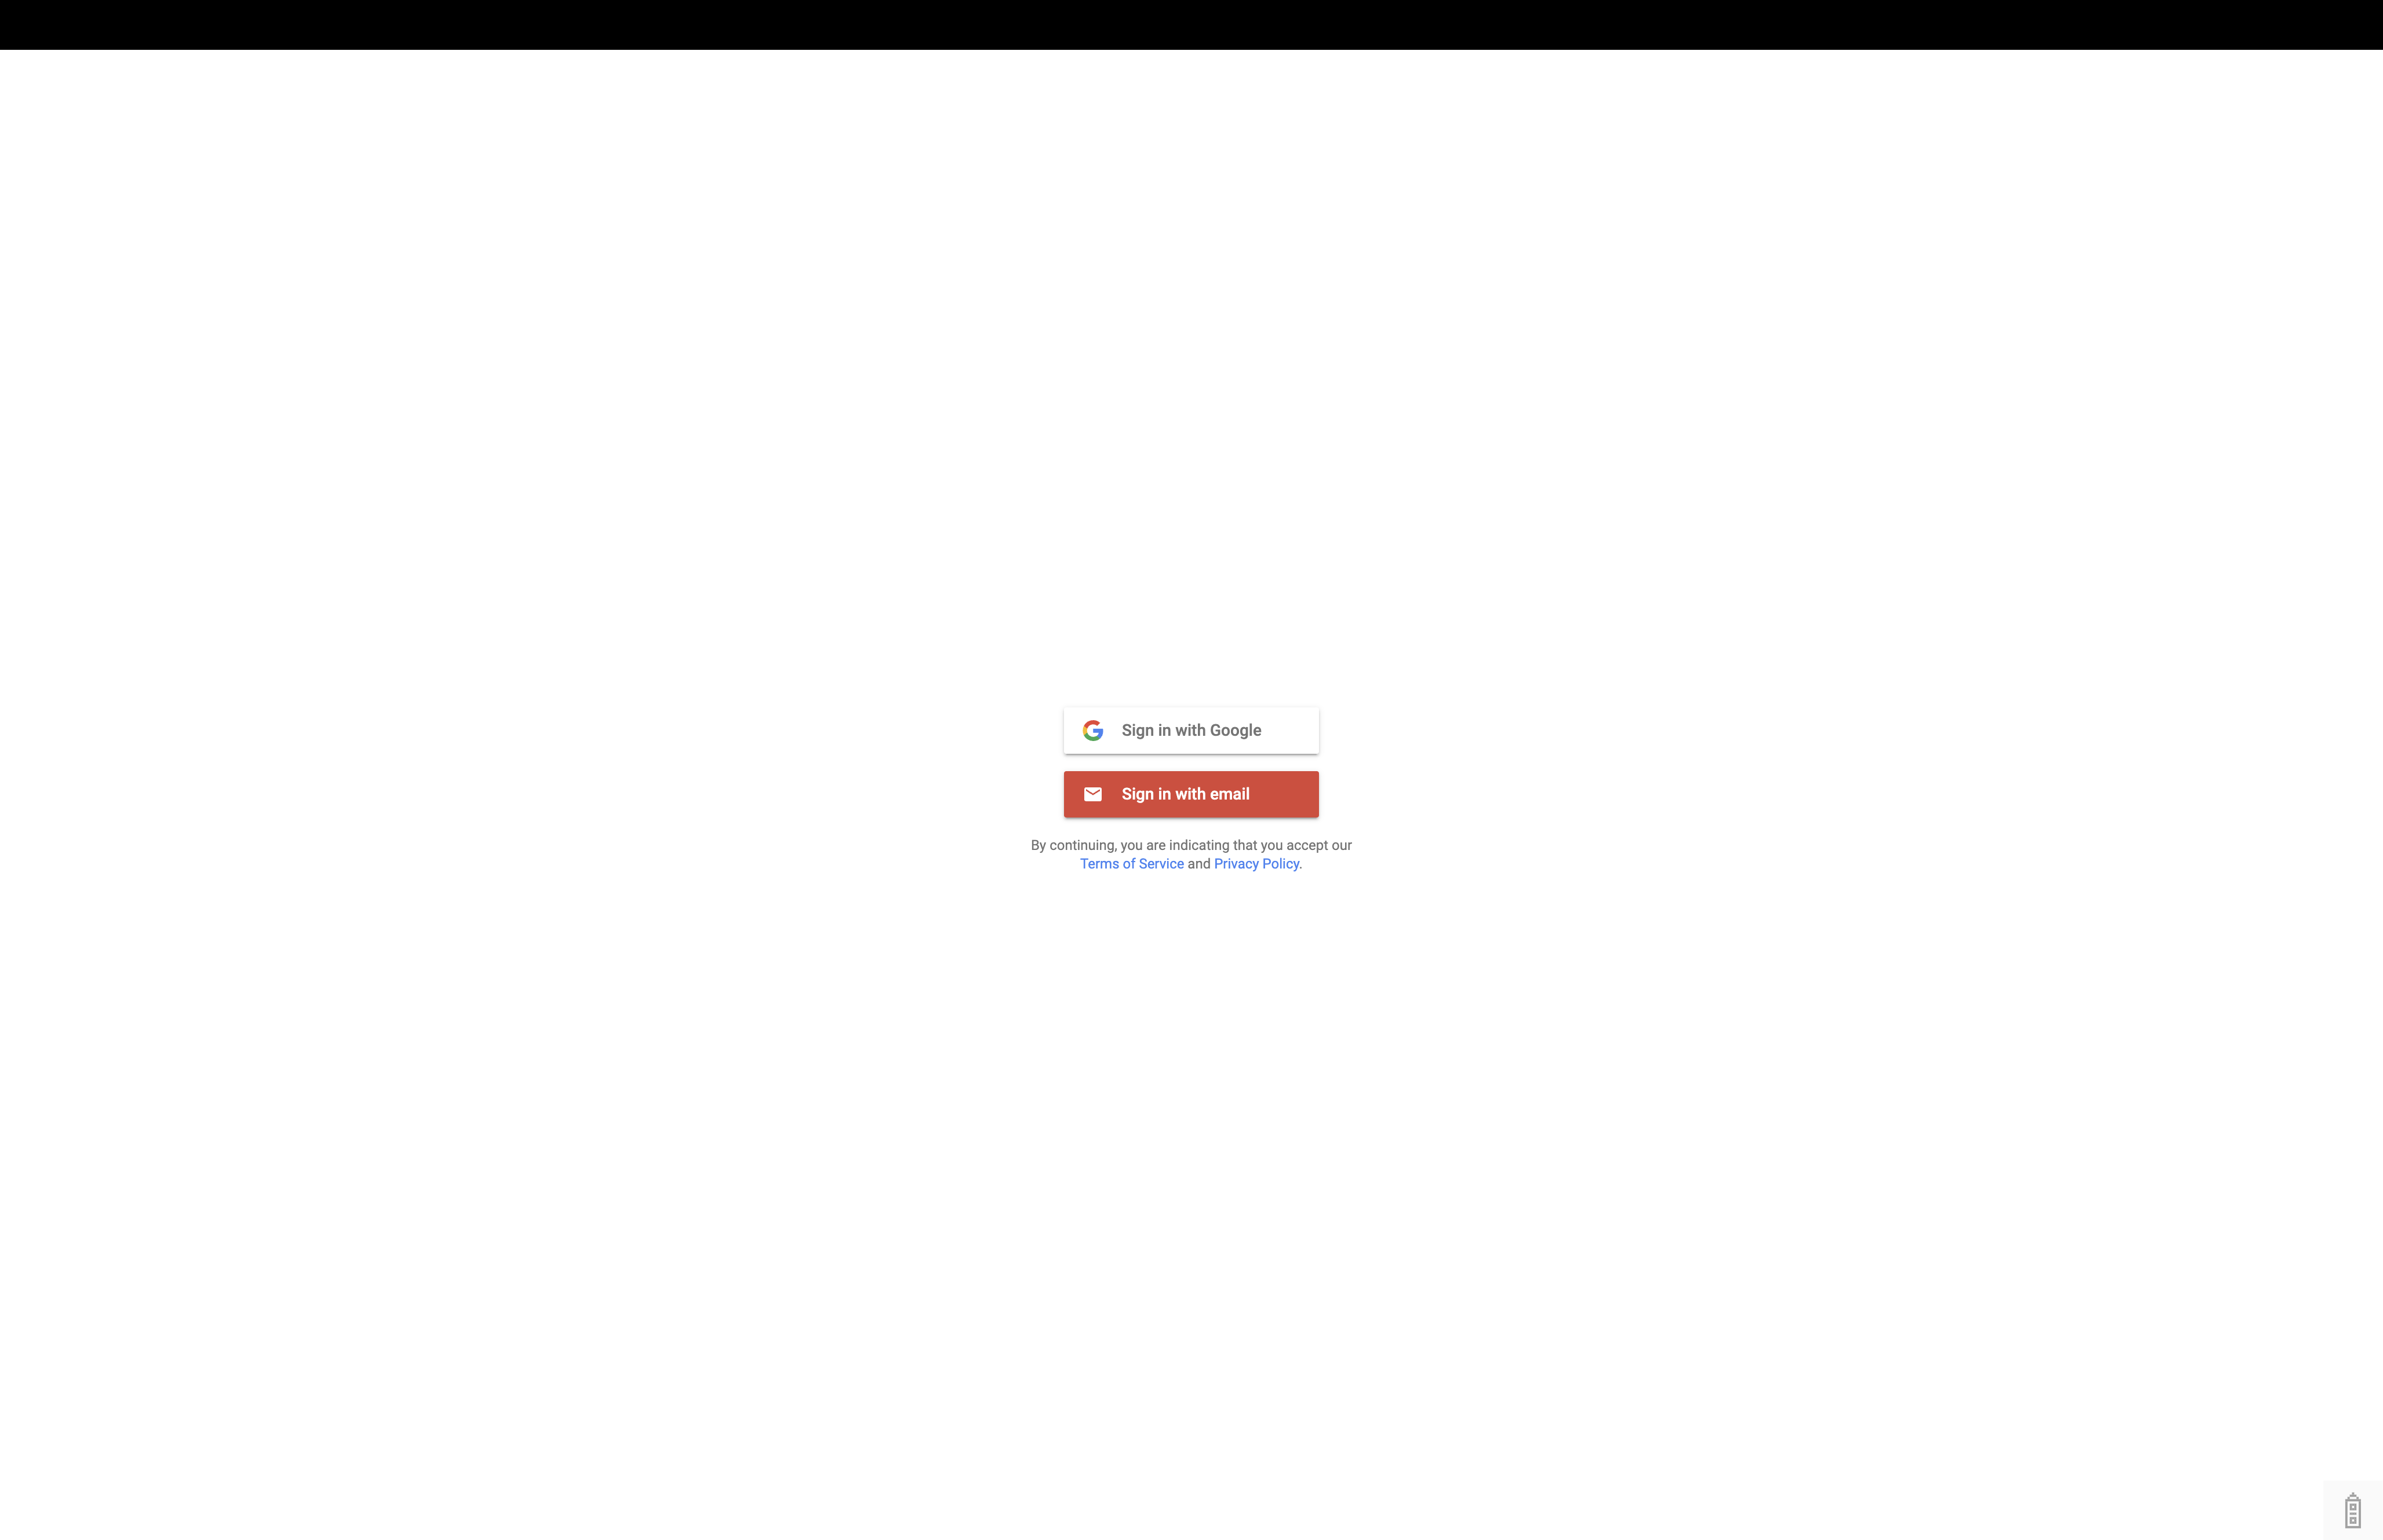 Sign in with Google
Sign in with email
By continuing, you are indicating that you accept our
Terms of Service and Privacy Policy.